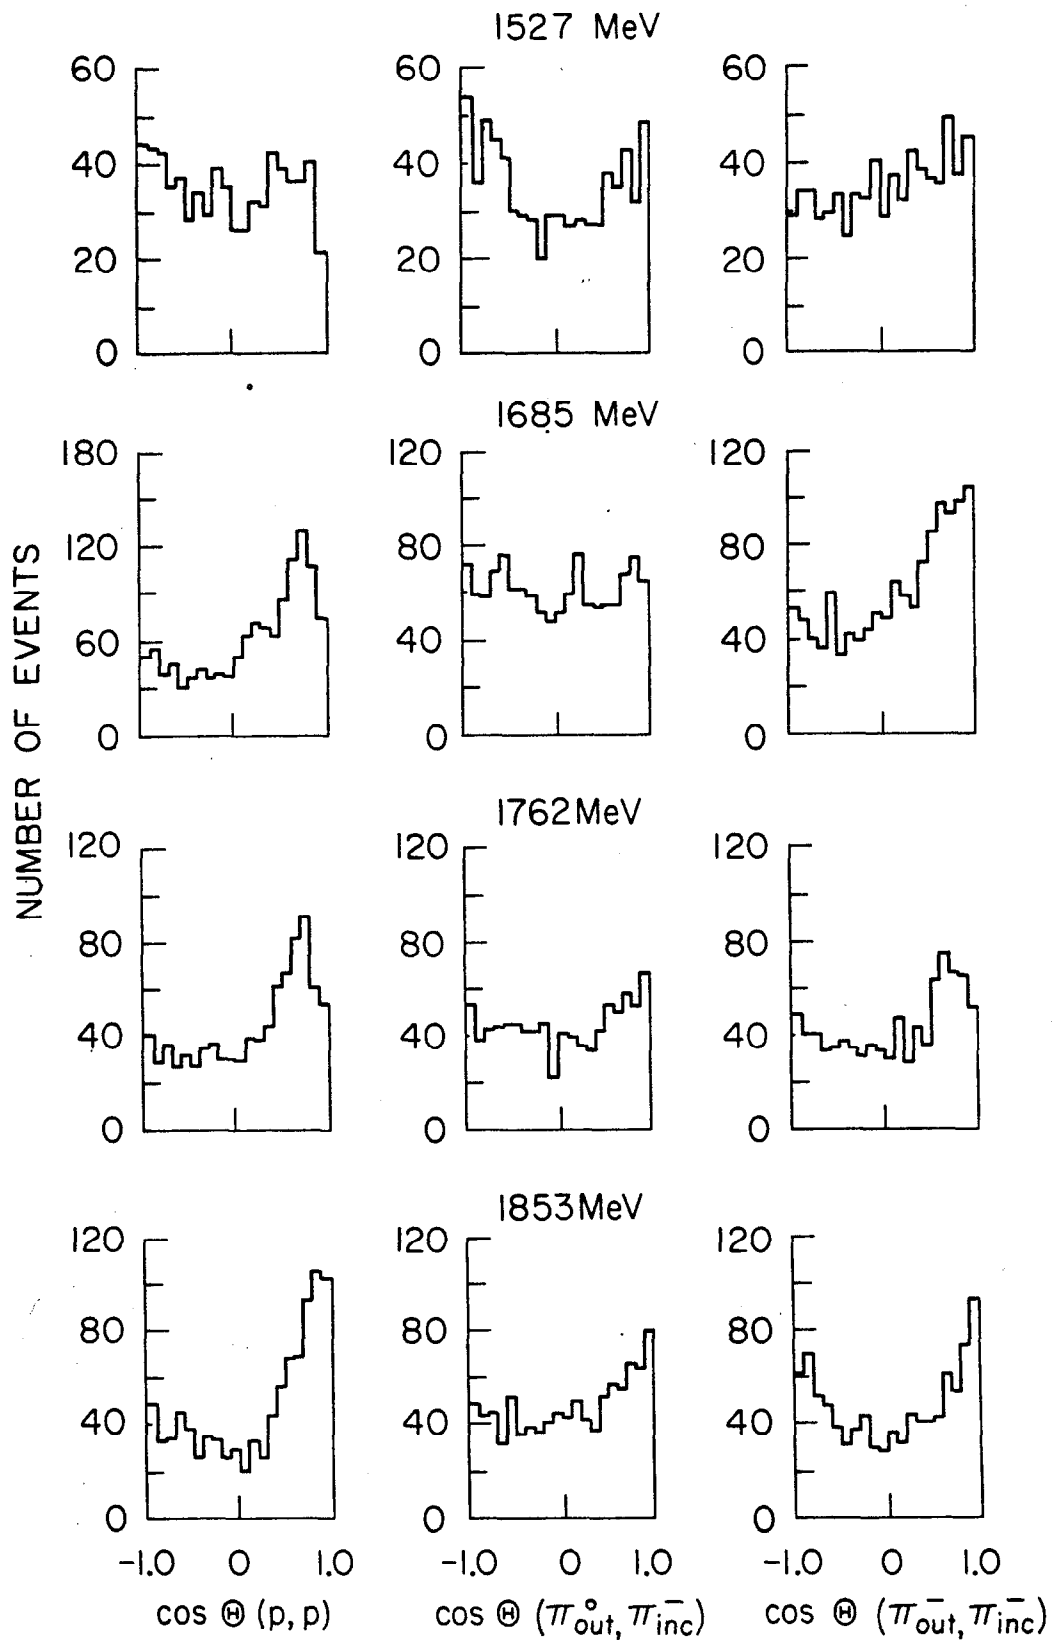 1527 MeV
60 60 60
40 40 40
20 20 20
0 0 0
1685 MeV
180 120 120
120 80 80
60 40 40
0 0 0
1762 MeV
120 120 120
80 80 80
40 40 40
0 0 0
1853 MeV
120 120 120
80 80 80
40 40 40
0 0 0
-1.0 0 1.0 -1.0 0 1.0 -1.0 0 1.0
cos Θ (p, p) cos Θ (π°out, π−inc) cos Θ (π−out, π−inc)
NUMBER OF EVENTS